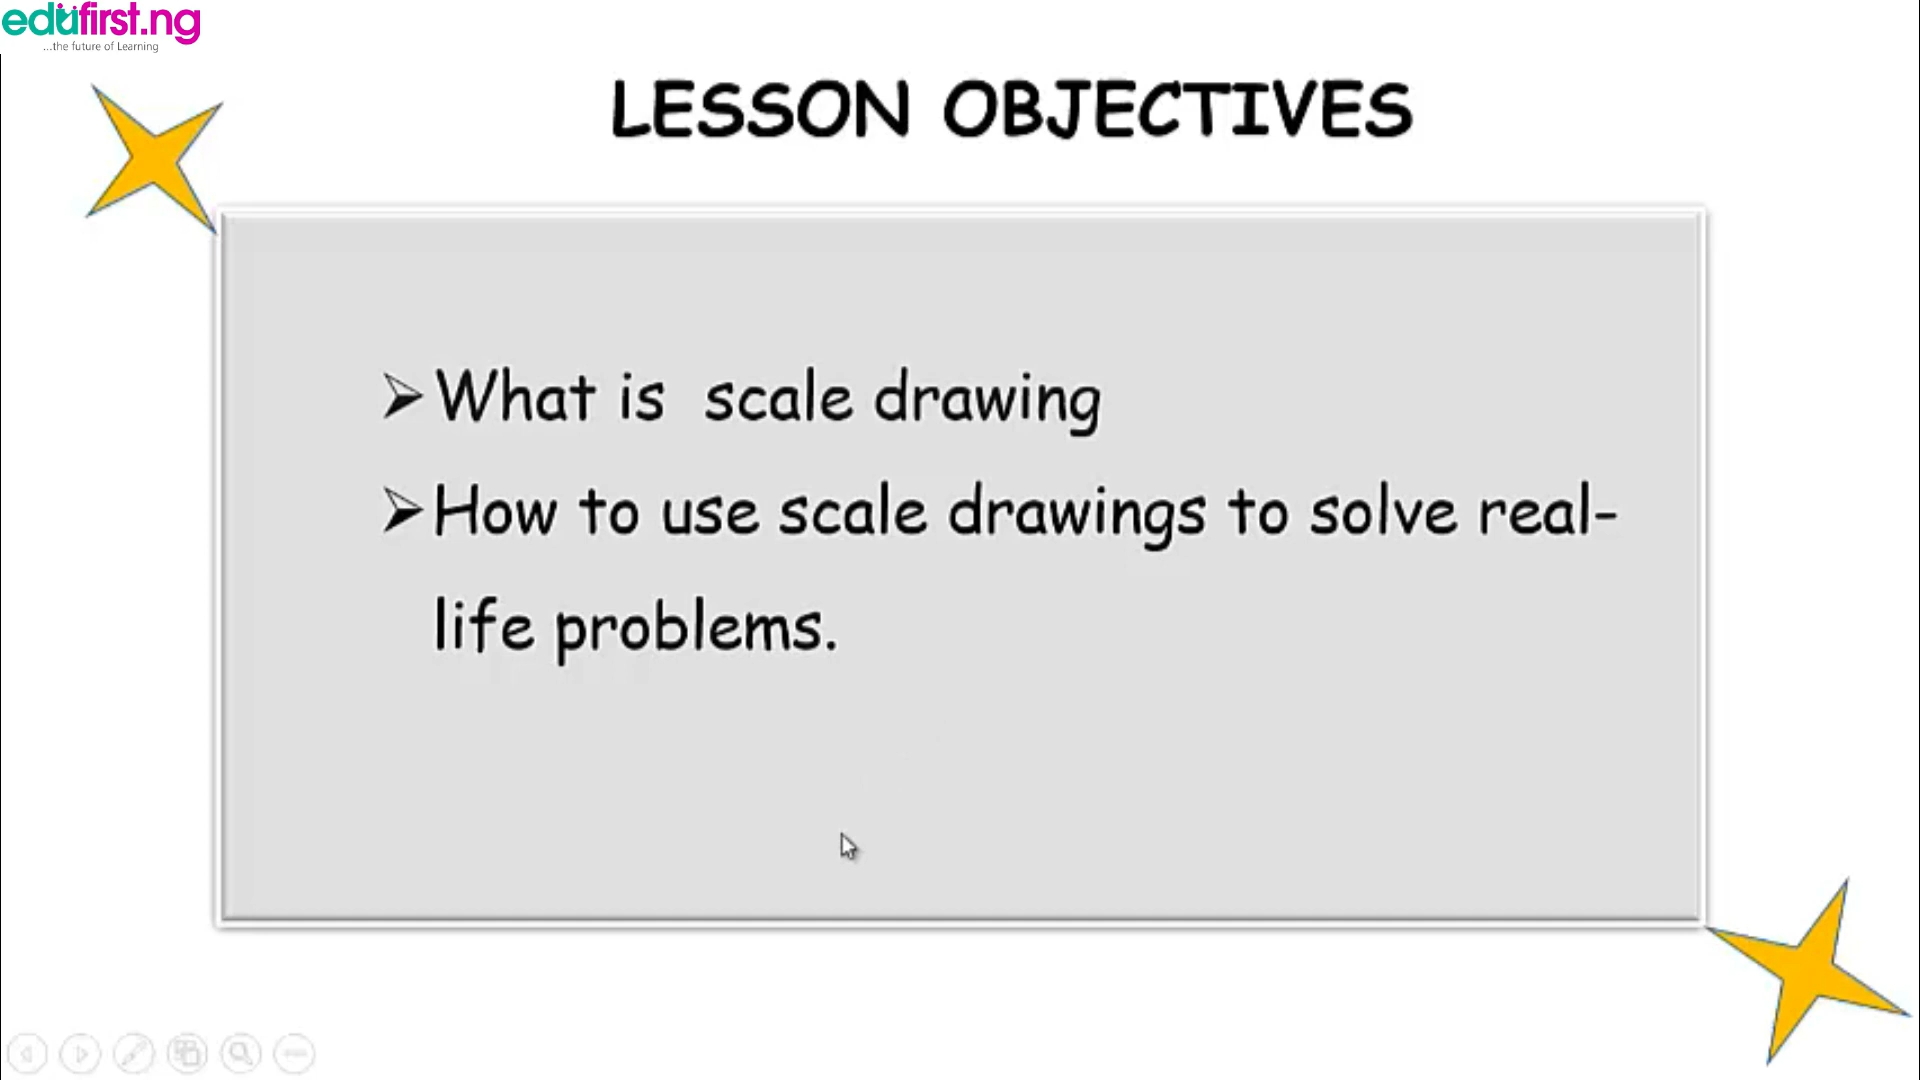 edufirst.ng
...the future of Learning
LESSON OBJECTIVES
What is scale drawing
How to use scale drawings to solve real-
life problems.